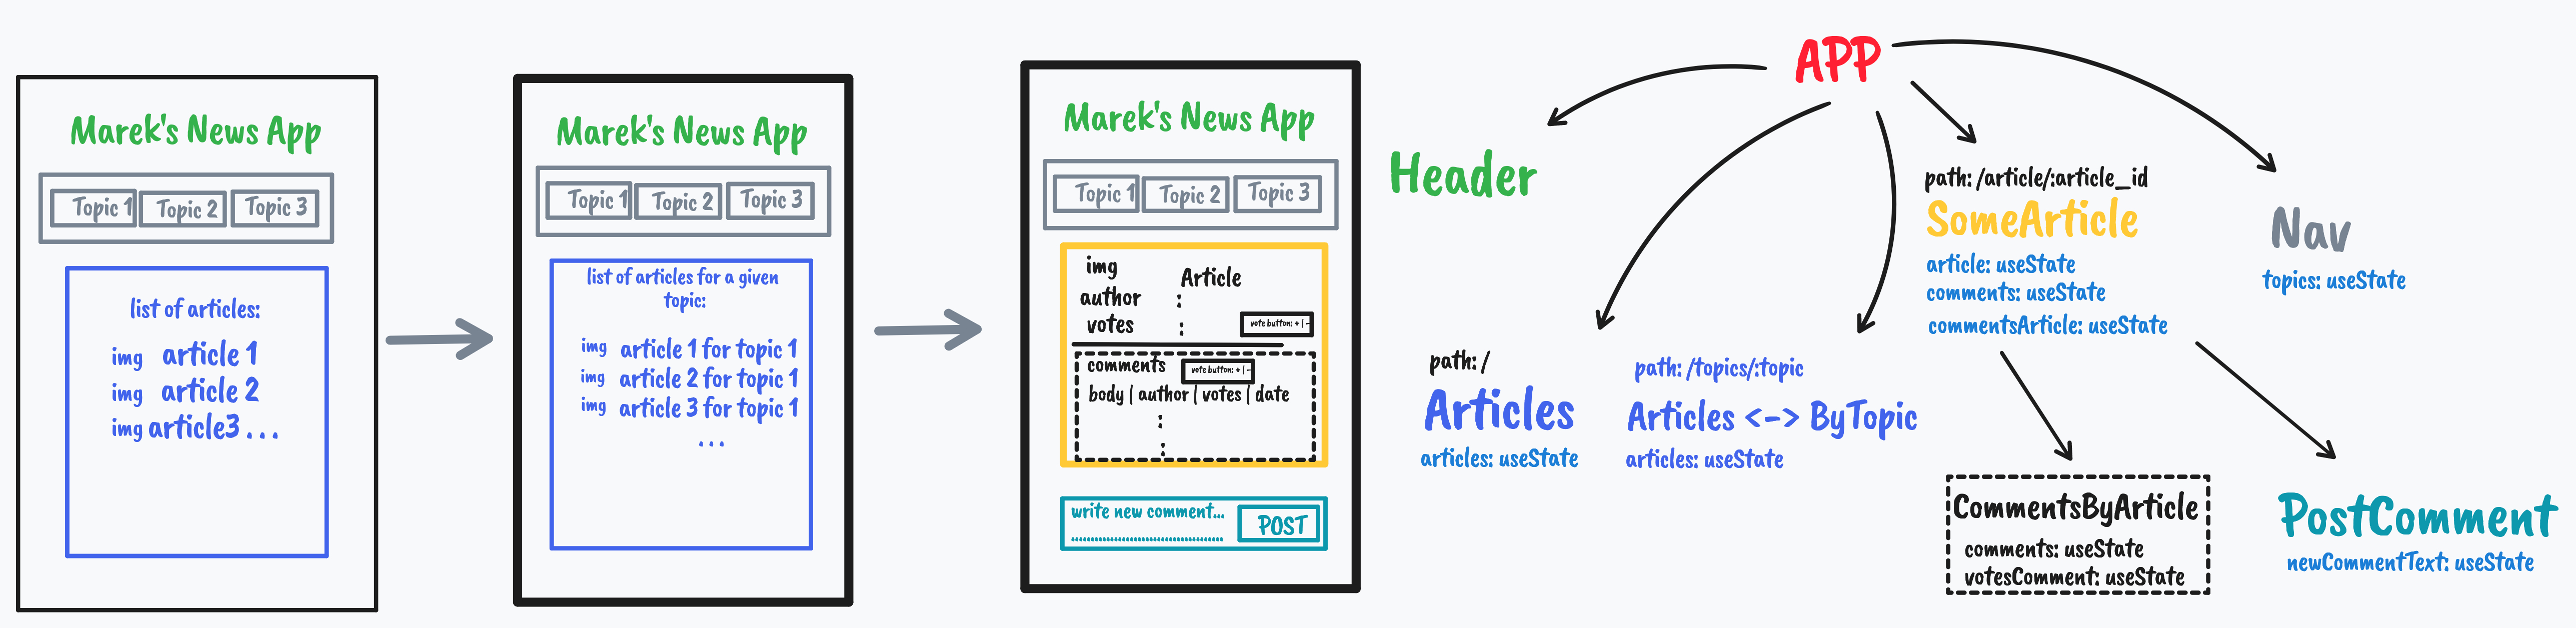 Marek's News App
Topic 1
Topic 2
Topic 3
list of articles:
img article 1
img article 2
img article3 ...
Marek's News App
Topic 1
Topic 2
Topic 3
list of articles for a given
topic:
img article 1 for topic 1
img article 2 for topic 1
img article 3 for topic 1
...
Marek's News App
Topic 1
Topic 2
Topic 3
img
Article
author :
votes :
vote button: + | -
comments
vote button: + | -
body | author | votes | date
:
:
write new comment...
POST
APP
Header
path: /
Articles
articles: useState
path: /topics/:topic
Articles <-> ByTopic
articles: useState
path: /article/:article_id
SomeArticle
article: useState
comments: useState
commentsArticle: useState
Nav
topics: useState
CommentsByArticle
comments: useState
votesComment: useState
PostComment
newCommentText: useState